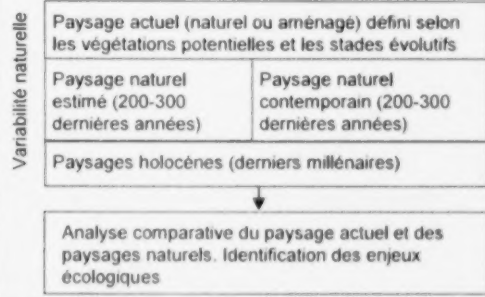 Variabilité naturelle
Paysage actuel (naturel ou aménagé) défini selon
les végétations potentielles et les stades évolutifs
Paysage naturel
estimé (200-300
dernières années)
Paysage naturel
contemporain (200-300
dernières années)
Paysages holocènes (derniers millénaires)
Analyse comparative du paysage actuel et des
paysages naturels. Identification des enjeux
écologiques